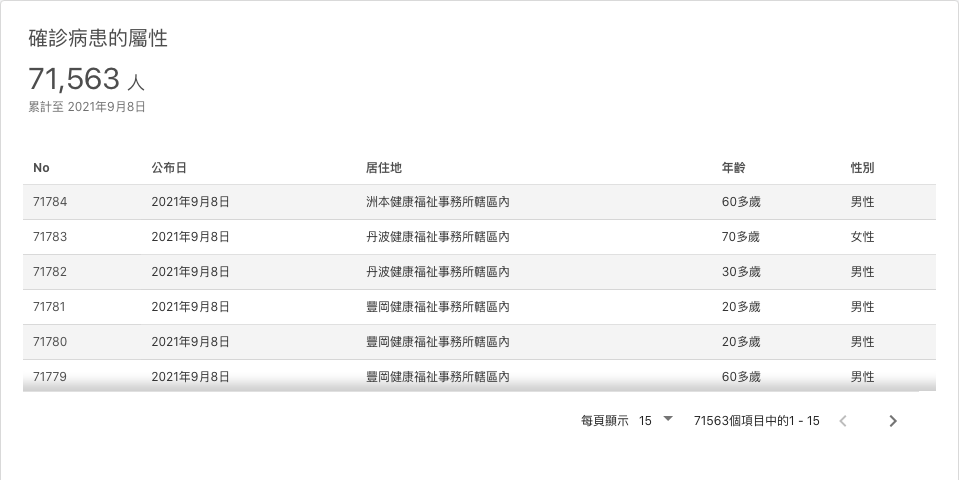 確診病患的屬性
71,563 人
累計至 2021年9月8日
No 公布日 居住地 年齡 性別
71784 2021年9月8日 洲本健康福祉事務所轄區內 60多歲 男性
71783 2021年9月8日 丹波健康福祉事務所轄區內 70多歲 女性
71782 2021年9月8日 丹波健康福祉事務所轄區內 30多歲 男性
71781 2021年9月8日 豐岡健康福祉事務所轄區內 20多歲 男性
71780 2021年9月8日 豐岡健康福祉事務所轄區內 20多歲 男性
71779 2021年9月8日 豐岡健康福祉事務所轄區內 60多歲 男性
每頁顯示 15 71563個項目中的1 - 15